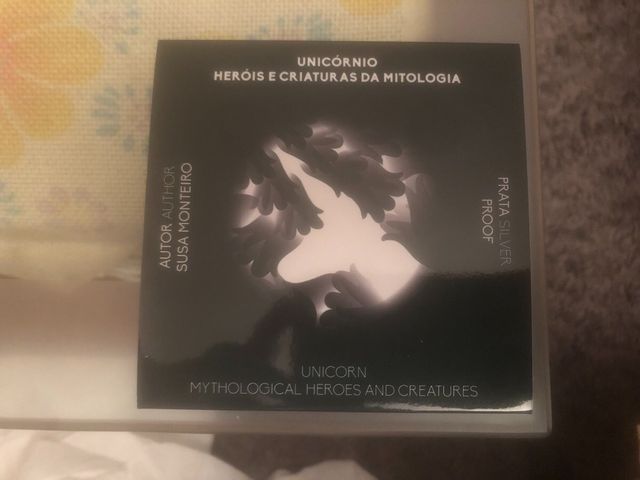 UNICÓRNIO
HERÓIS E CRIATURAS DA MITOLOGIA
AUTOR AUTHOR
SUSA MONTEIRO
PRATA SILVER
PROOF
UNICORN
MYTHOLOGICAL HEROES AND CREATURES